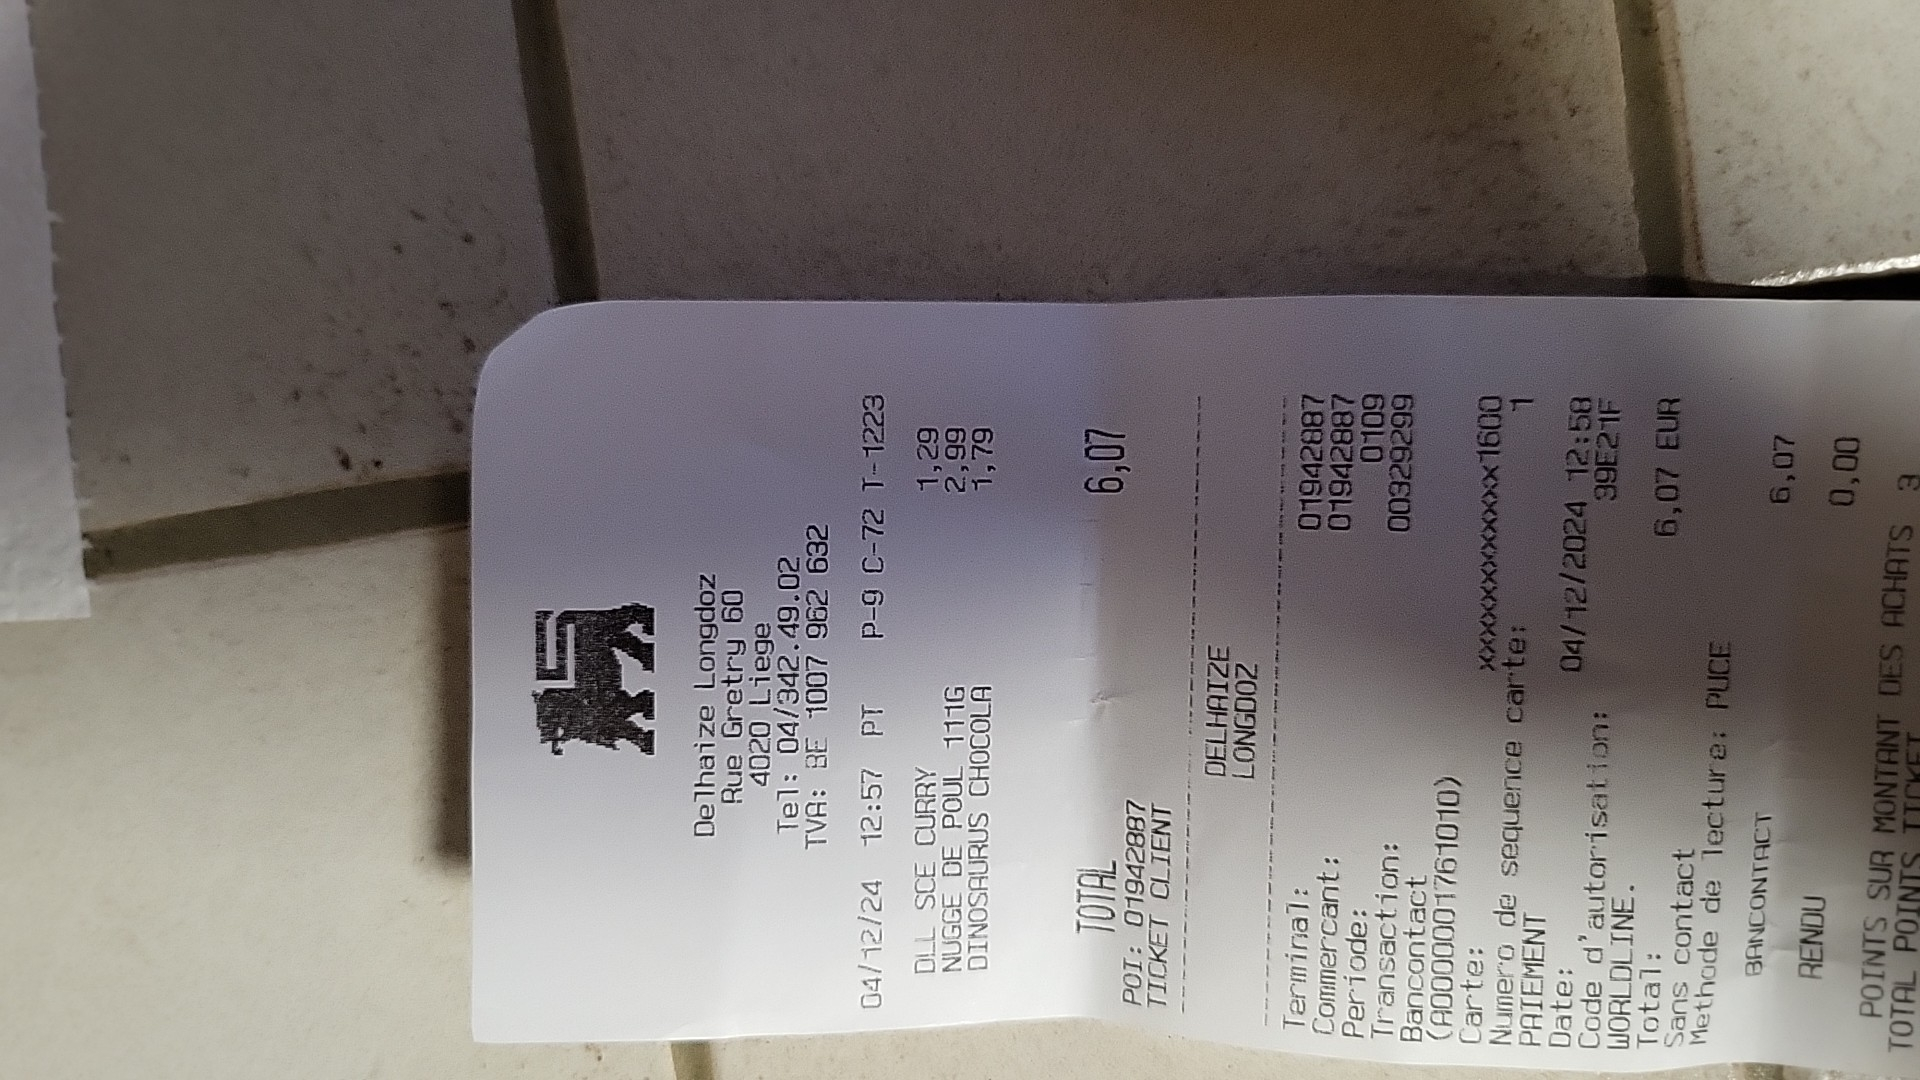 Delhaize Longdoz
Rue Gretry 60
4020 Liege
Tel: 04/342.49.02
TVA: BE 1007 962 632
04/12/24 12:57 PT P-9 C-72 T-1223
DLL SCE CURRY 1,29
NUGGE DE POUL 111G 2,99
DINOSAURUS CHOCOLA 1,79
TOTAL 6,07
POI: 01942887
TICKET CLIENT
DELHAIZE
LONGDOZ
Terminal: 01942887
Commercant: 01942887
Periode: 0109
Transaction: 00329299
Bancontact
(A0000001761010)
Carte: xxxxxxxxxxxxx1600
Numero de sequence carte: 1
PAIEMENT
Date: 04/12/2024 12:58
Code d'autorisation: 39E21F
WORLDLINE.
Total: 6,07 EUR
Sans contact
Methode de lecture: PUCE
BANCONTACT 6,07
RENDU 0,00
POINTS SUR MONTANT DES ACHATS 3
TOTAL POINTS TICKET